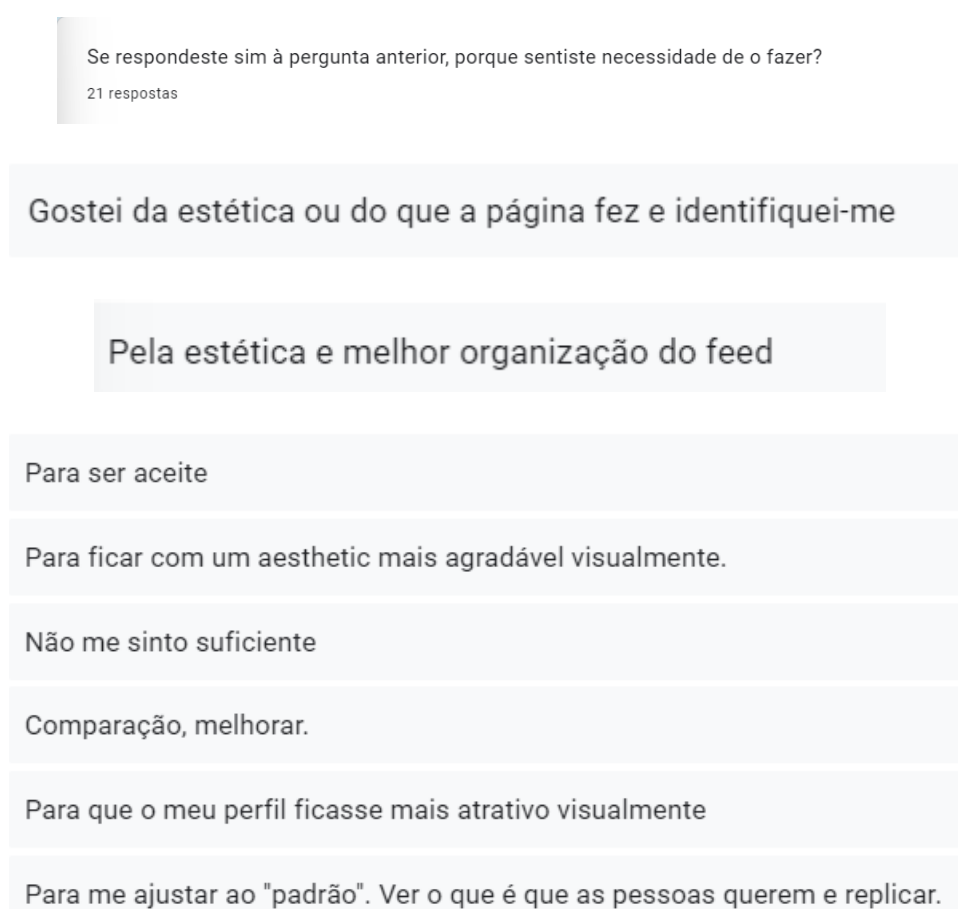 Se respondeste sim à pergunta anterior, porque sentiste necessidade de o fazer?
21 respostas
Gostei da estética ou do que a página fez e identifiquei-me
Pela estética e melhor organização do feed
Para ser aceite
Para ficar com um aesthetic mais agradável visualmente.
Não me sinto suficiente
Comparação, melhorar.
Para que o meu perfil ficasse mais atrativo visualmente
Para me ajustar ao "padrão". Ver o que é que as pessoas querem e replicar.